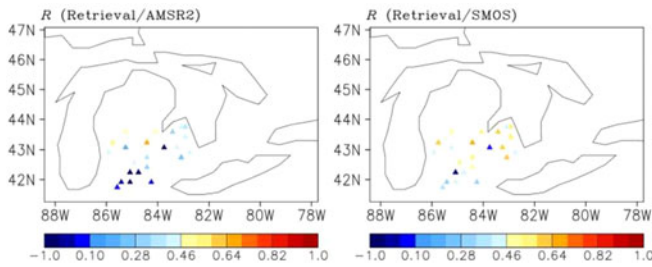 R (Retrieval/AMSR2)
47N
46N
45N
44N
43N
42N
88W 86W 84W 82W 80W 78W
−1.0 0.10 0.28 0.46 0.64 0.82 1.0
R (Retrieval/SMOS)
47N
46N
45N
44N
43N
42N
88W 86W 84W 82W 80W 78W
−1.0 0.10 0.28 0.46 0.64 0.82 1.0